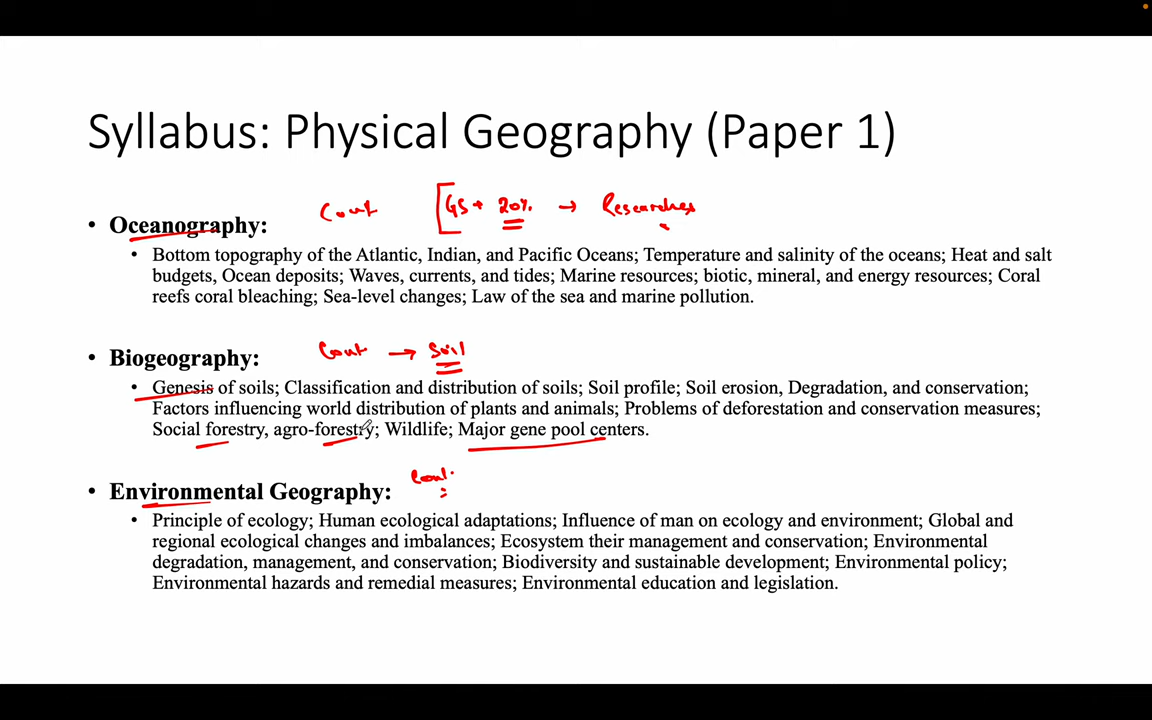 Syllabus: Physical Geography (Paper 1)
[GS + 20% → Researches
• Oceanography:
• Bottom topography of the Atlantic, Indian, and Pacific Oceans; Temperature and salinity of the oceans; Heat and salt
budgets, Ocean deposits; Waves, currents, and tides; Marine resources; biotic, mineral, and energy resources; Coral
reefs coral bleaching; Sea-level changes; Law of the sea and marine pollution.
• Biogeography: → Soil
• Genesis of soils; Classification and distribution of soils; Soil profile; Soil erosion, Degradation, and conservation;
Factors influencing world distribution of plants and animals; Problems of deforestation and conservation measures;
Social forestry, agro-forestry; Wildlife; Major gene pool centers.
• Environmental Geography:
• Principle of ecology; Human ecological adaptations; Influence of man on ecology and environment; Global and
regional ecological changes and imbalances; Ecosystem their management and conservation; Environmental
degradation, management, and conservation; Biodiversity and sustainable development; Environmental policy;
Environmental hazards and remedial measures; Environmental education and legislation.